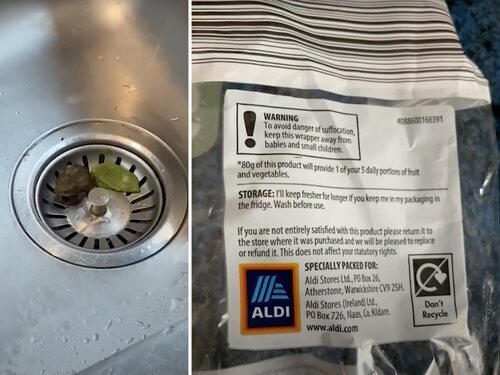 WARNING
To avoid danger of suffocation,
keep this wrapper away from
babies and small children.
4088600166391
*80g of this product will provide 1 of your 5 daily portions of fruit
and vegetables.
STORAGE: I'll keep fresher for longer if you keep me in my packaging in
the fridge. Wash before use.
If you are not entirely satisfied with this product please return it to
the store where it was purchased and we will be pleased to replace
or refund it. This does not affect your statutory rights.
SPECIALLY PACKED FOR:
Aldi Stores Ltd., PO Box 26,
Atherstone, Warwickshire CV9 2SH.
Aldi Stores (Ireland) Ltd.,
PO Box 726, Naas, Co. Kildare.
www.aldi.com
ALDI
Don't
Recycle